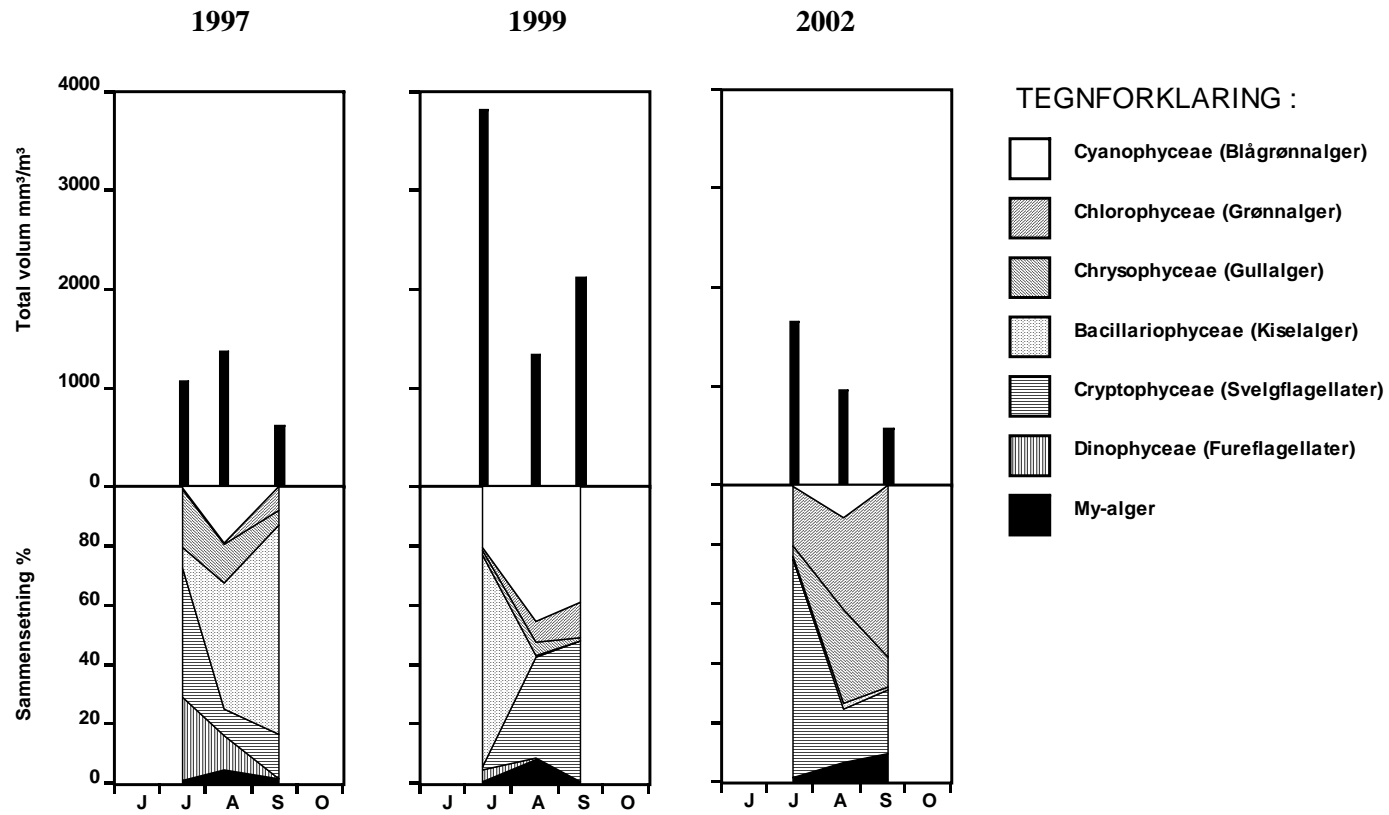 1997 1999 2002
TEGNFORKLARING :
Cyanophyceae (Blågrønnalger)
Chlorophyceae (Grønnalger)
Chrysophyceae (Gullalger)
Bacillariophyceae (Kiselalger)
Cryptophyceae (Svelgflagellater)
Dinophyceae (Fureflagellater)
My-alger
Total volum mm³/m³
4000
3000
2000
1000
0
Sammensetning %
80
60
40
20
0
J J A S O J J A S O J J A S O